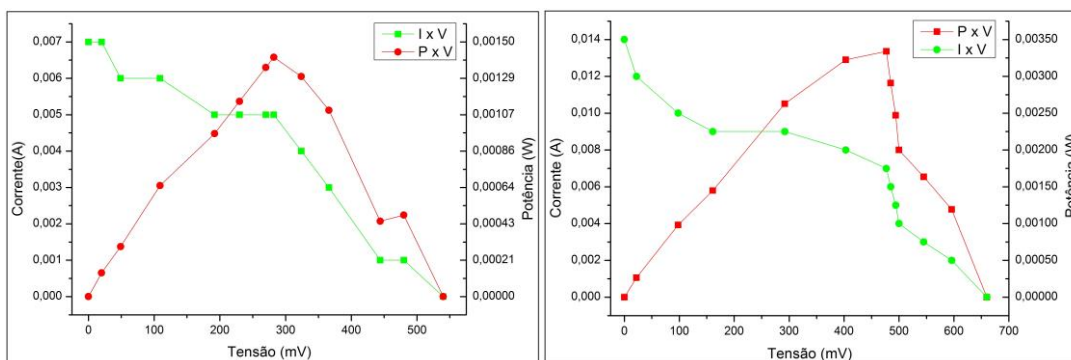 I x V
P x V
0,007
0,006
0,005
0,004
0,003
0,002
0,001
0,000
Corrente(A)
0,00150
0,00129
0,00107
0,00086
0,00064
0,00043
0,00021
0,00000
Potência (W)
0 100 200 300 400 500
Tensão (mV)
P x V
I x V
0,014
0,012
0,010
0,008
0,006
0,004
0,002
0,000
Corrente (A)
0,00350
0,00300
0,00250
0,00200
0,00150
0,00100
0,00050
0,00000
Potência (W)
0 100 200 300 400 500 600 700
Tensão (mV)